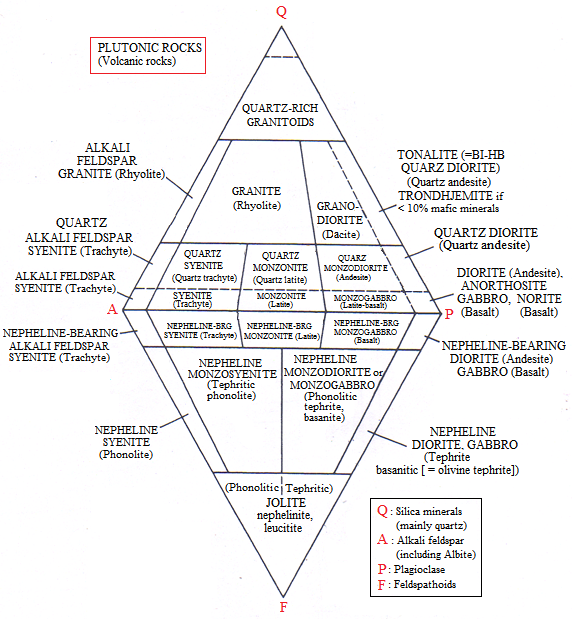 Q
PLUTONIC ROCKS
(Volcanic rocks)
QUARTZ-RICH
GRANITOIDS
ALKALI
FELDSPAR
GRANITE (Rhyolite)
GRANITE
(Rhyolite)
GRANO-
DIORITE
(Dacite)
TONALITE (=BI-HB
QUARZ DIORITE)
(Quartz andesite)
TRONDHJEMITE if
< 10% mafic minerals
QUARTZ
ALKALI FELDSPAR
SYENITE (Trachyte)
QUARTZ
SYENITE
(Quartz trachyte)
QUARTZ
MONZONITE
(Quartz latite)
QUARZ
MONZODIORITE
(Andesite)
QUARTZ DIORITE
(Quartz andesite)
ALKALI FELDSPAR
SYENITE (Trachyte)
SYENITE
(Trachyte)
MONZONITE
(Latite)
MONZOGABBRO
(Latite-basalt)
DIORITE (Andesite),
ANORTHOSITE
GABBRO, NORITE
(Basalt) (Basalt)
A
P
NEPHELINE-BEARING
ALKALI FELDSPAR
SYENITE (Trachyte)
NEPHELINE-BRG
SYENITE (Trachyte)
NEPHELINE-BRG
MONZONITE (Latite)
NEPHELINE-BRG
MONZOGABBRO
(Basalt)
NEPHELINE-BEARING
DIORITE (Andesite)
GABBRO (Basalt)
NEPHELINE
MONZOSYENITE
(Tephritic
phonolite)
NEPHELINE
MONZODIORITE or
MONZOGABBRO
(Phonolitic
tephrite,
basanite)
NEPHELINE
SYENITE
(Phonolite)
NEPHELINE
DIORITE, GABBRO
(Tephrite
basanitic [ = olivine tephrite])
(Phonolitic Tephritic)
JOLITE
nephelinite,
leucitite
F
Q : Silica minerals
(mainly quartz)
A : Alkali feldspar
(including Albite)
P : Plagioclase
F : Feldspathoids